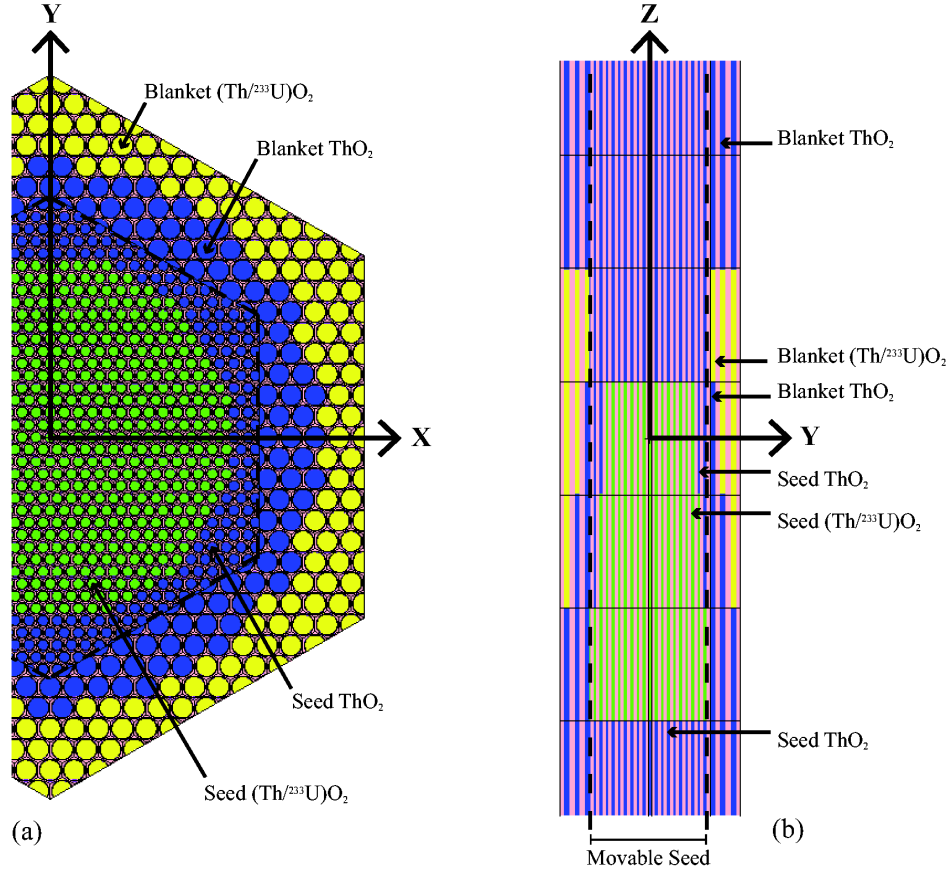 Y
Blanket (Th/²³³U)O₂
Blanket ThO₂
X
Seed ThO₂
Seed (Th/²³³U)O₂
(a)
Z
Blanket ThO₂
Blanket (Th/²³³U)O₂
Blanket ThO₂
Y
Seed ThO₂
Seed (Th/²³³U)O₂
Seed ThO₂
(b)
Movable Seed